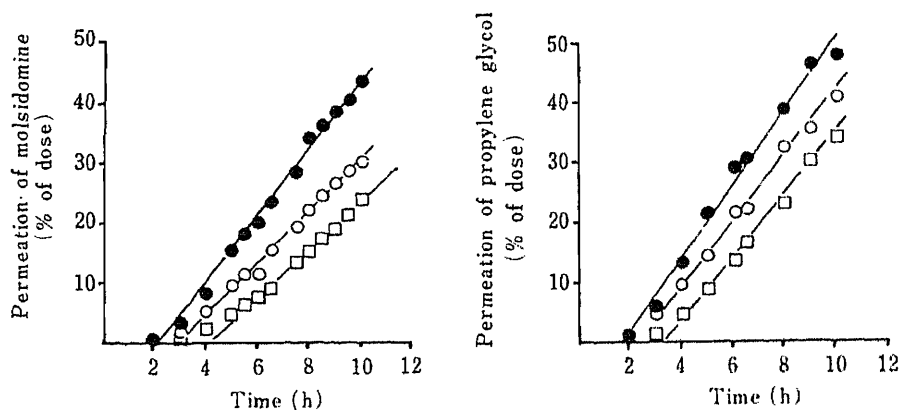 Permeation of molsidomine
(% of dose)
50
40
30
20
10
2 4 6 8 10 12
Time (h)
Permeation of propylene glycol
(% of dose)
50
40
30
20
10
2 4 6 8 10 12
Time (h)